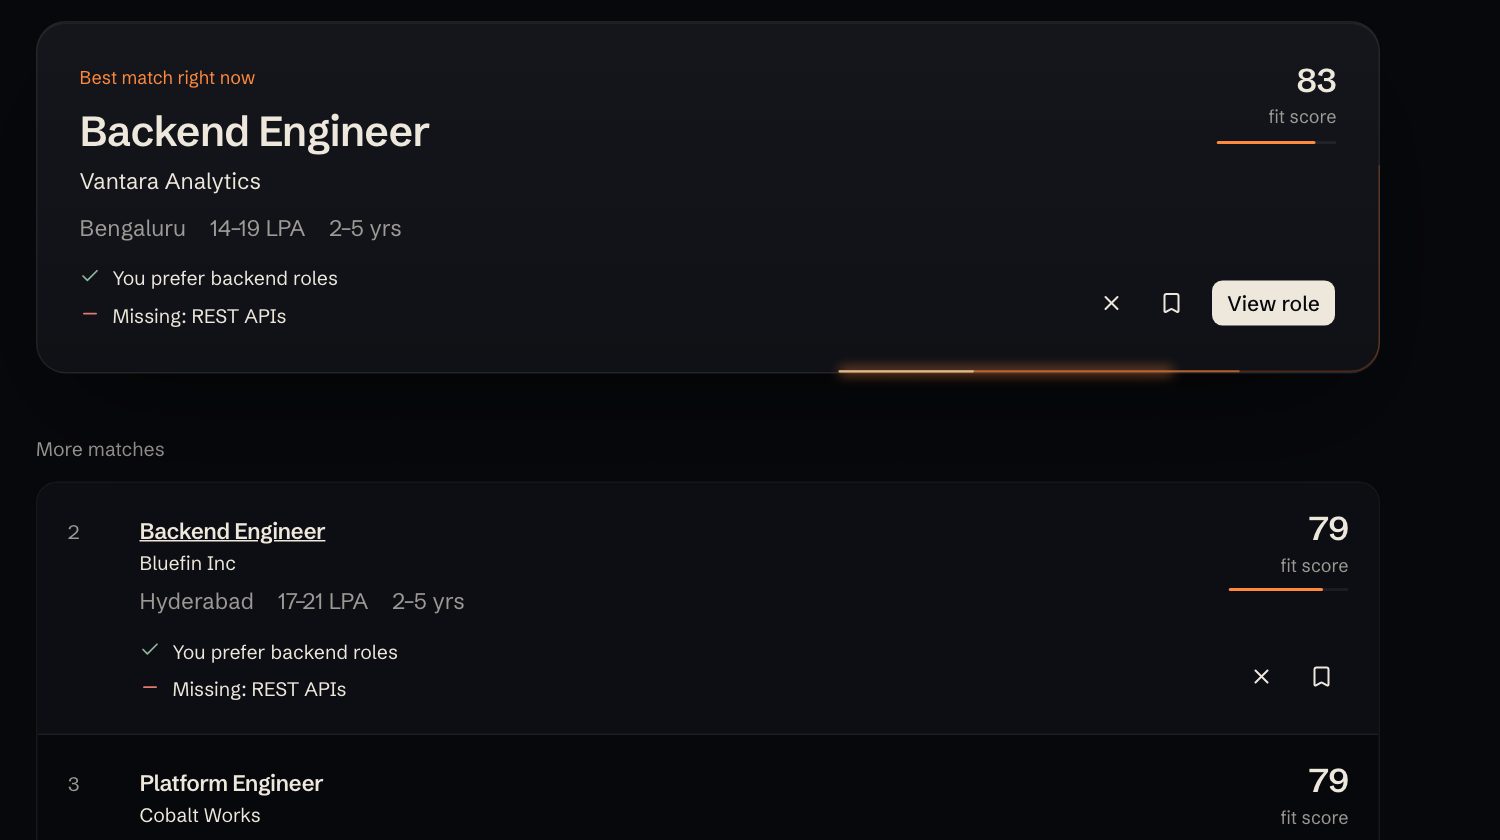 Best match right now
83
fit score
Backend Engineer
Vantara Analytics
Bengaluru 14–19 LPA 2–5 yrs
You prefer backend roles
Missing: REST APIs
View role
More matches
2
Backend Engineer
79
Bluefin Inc
fit score
Hyderabad 17–21 LPA 2–5 yrs
You prefer backend roles
Missing: REST APIs
3
Platform Engineer
79
Cobalt Works
fit score